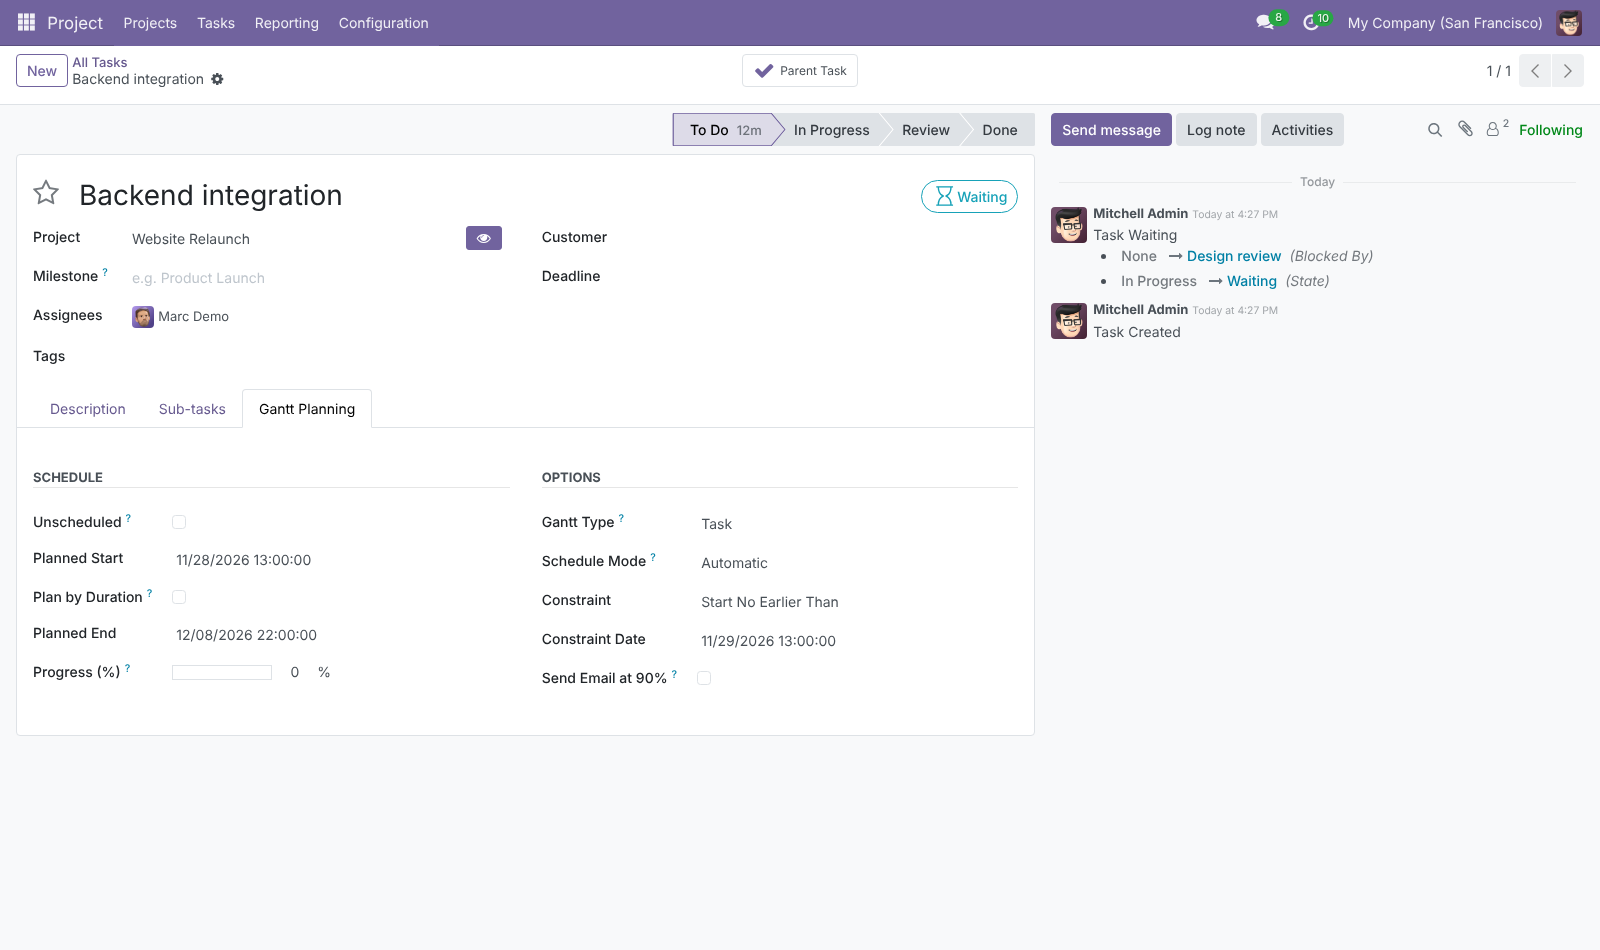 Project Projects Tasks Reporting Configuration 8 10 My Company (San Francisco)
New All Tasks
Backend integration
Parent Task
1 / 1
To Do 12m In Progress Review Done
Send message Log note Activities 2 Following
Backend integration
Waiting
Project Website Relaunch
Customer
Milestone ? e.g. Product Launch
Deadline
Assignees Marc Demo
Tags
Description Sub-tasks Gantt Planning
SCHEDULE
Unscheduled ?
Planned Start 11/28/2026 13:00:00
Plan by Duration ?
Planned End 12/08/2026 22:00:00
Progress (%) ? 0 %
OPTIONS
Gantt Type ? Task
Schedule Mode ? Automatic
Constraint Start No Earlier Than
Constraint Date 11/29/2026 13:00:00
Send Email at 90% ?
Today
Mitchell Admin Today at 4:27 PM
Task Waiting
None → Design review (Blocked By)
In Progress → Waiting (State)
Mitchell Admin Today at 4:27 PM
Task Created